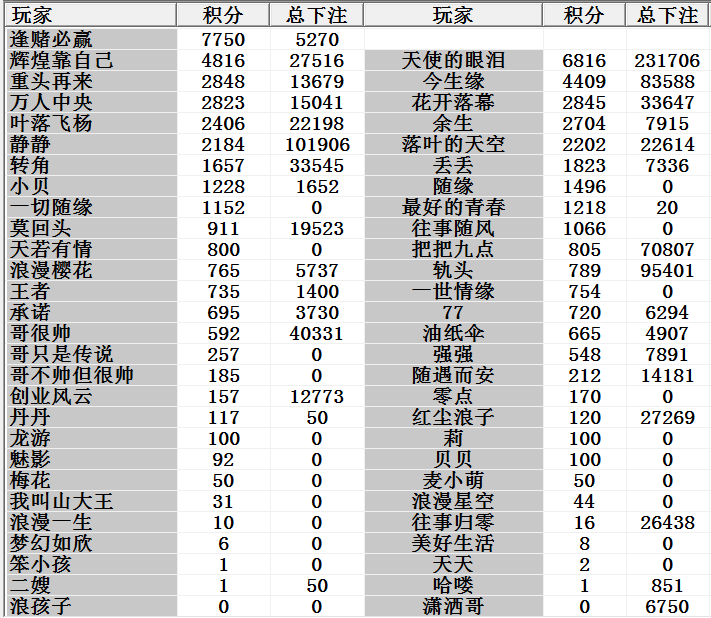 玩家 积分 总下注 玩家 积分 总下注
逢赌必赢 7750 5270
辉煌靠自己 4816 27516 天使的眼泪 6816 231706
重头再来 2848 13679 今生缘 4409 83588
万人中央 2823 15041 花开落幕 2845 33647
叶落飞杨 2406 22198 余生 2704 7915
静静 2184 101906 落叶的天空 2202 22614
转角 1657 33545 丢丢 1823 7336
小贝 1228 1652 随缘 1496 0
一切随缘 1152 0 最好的青春 1218 20
莫回头 911 19523 往事随风 1066 0
天若有情 800 0 把把九点 805 70807
浪漫樱花 765 5737 轨头 789 95401
王者 735 1400 一世情缘 754 0
承诺 695 3730 77 720 6294
哥很帅 592 40331 油纸伞 665 4907
哥只是传说 257 0 强强 548 7891
哥不帅但很帅 185 0 随遇而安 212 14181
创业风云 157 12773 零点 170 0
丹丹 117 50 红尘浪子 120 27269
龙游 100 0 莉 100 0
魅影 92 0 贝贝 100 0
梅花 50 0 麦小萌 50 0
我叫山大王 31 0 浪漫星空 44 0
浪漫一生 10 0 往事归零 16 26438
梦幻如欣 6 0 美好生活 8 0
笨小孩 1 0 天天 2 0
二嫂 1 50 哈喽 1 851
浪孩子 0 0 潇洒哥 0 6750